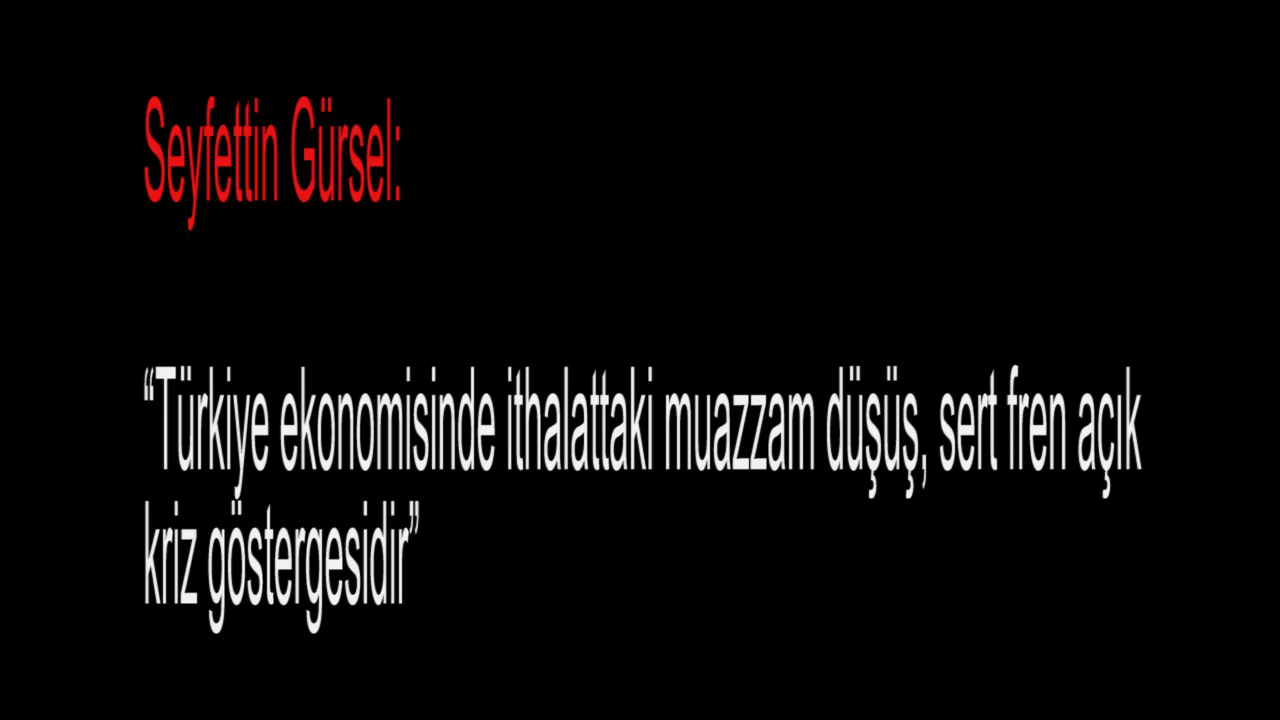 Seyfettin Gürsel:
“Türkiye ekonomisinde ithalattaki muazzam düşüş, sert fren açık
kriz göstergesidir”